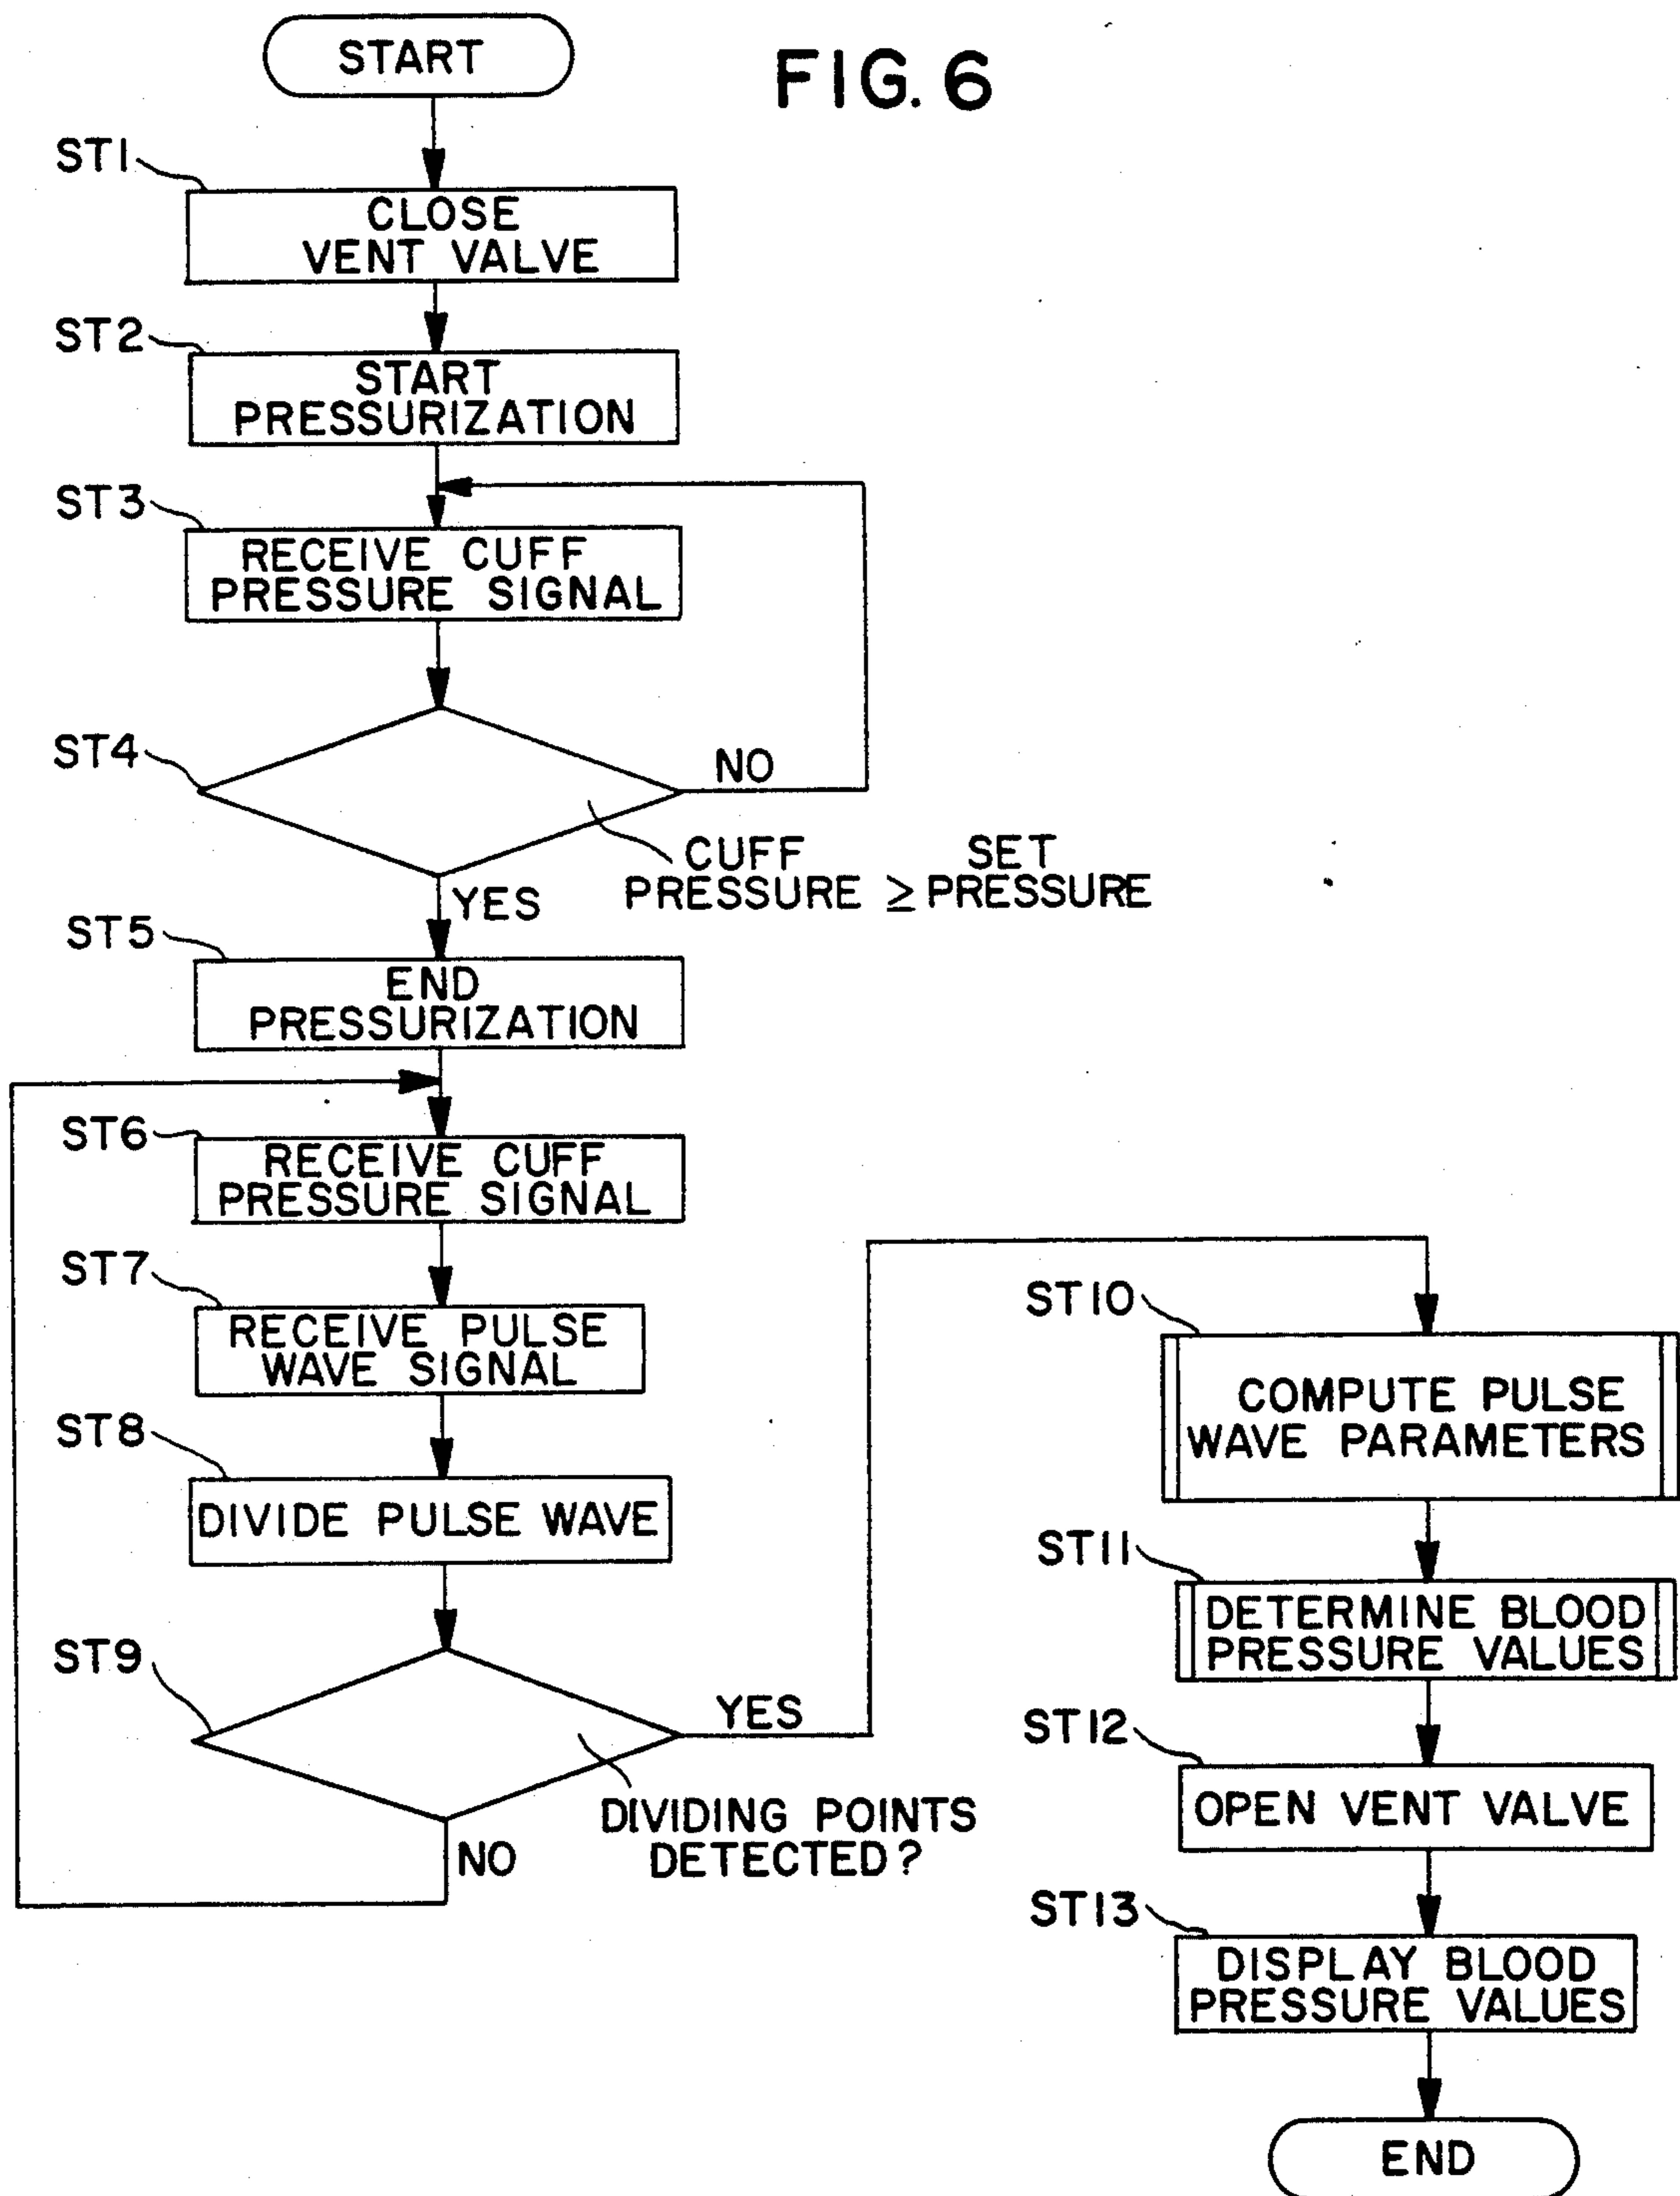 START
FIG. 6
ST1
CLOSE
VENT VALVE
ST2
START
PRESSURIZATION
ST3
RECEIVE CUFF
PRESSURE SIGNAL
ST4
NO
CUFF SET
PRESSURE ≥ PRESSURE
YES
ST5
END
PRESSURIZATION
ST6
RECEIVE CUFF
PRESSURE SIGNAL
ST7
RECEIVE PULSE
WAVE SIGNAL
ST8
DIVIDE PULSE WAVE
ST9
YES
DIVIDING POINTS
DETECTED?
NO
ST10
COMPUTE PULSE
WAVE PARAMETERS
ST11
DETERMINE BLOOD
PRESSURE VALUES
ST12
OPEN VENT VALVE
ST13
DISPLAY BLOOD
PRESSURE VALUES
END